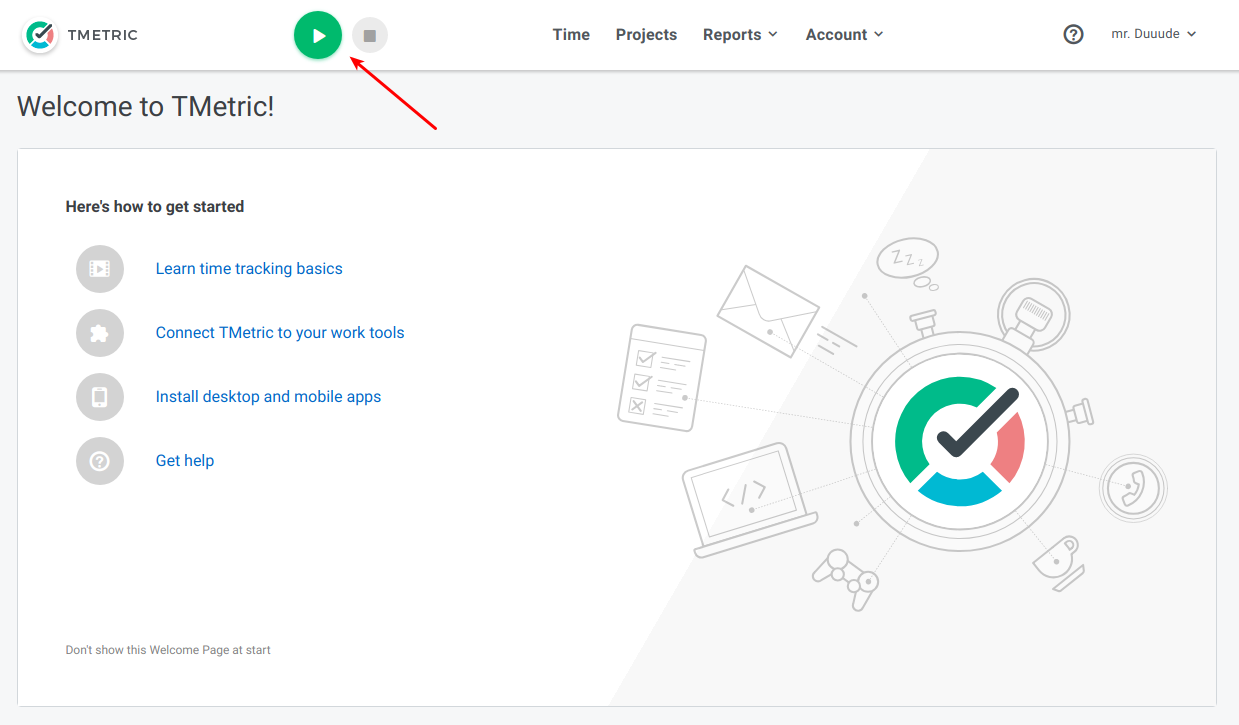 TMETRIC
Time Projects Reports Account
mr. Duuude
Welcome to TMetric!
Here's how to get started
Learn time tracking basics
Connect TMetric to your work tools
Install desktop and mobile apps
Get help
Don't show this Welcome Page at start
ZZZ